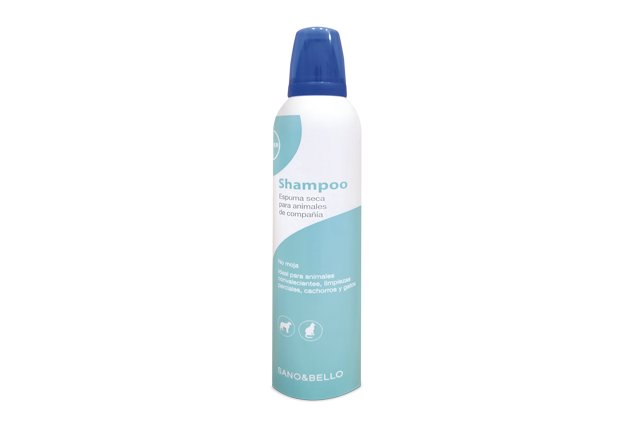 Shampoo
Espuma seca
para animales
de compañía
No moja
Ideal para animales
convalecientes, limpiezas
parciales, cachorros y gatos
SANO&BELLO